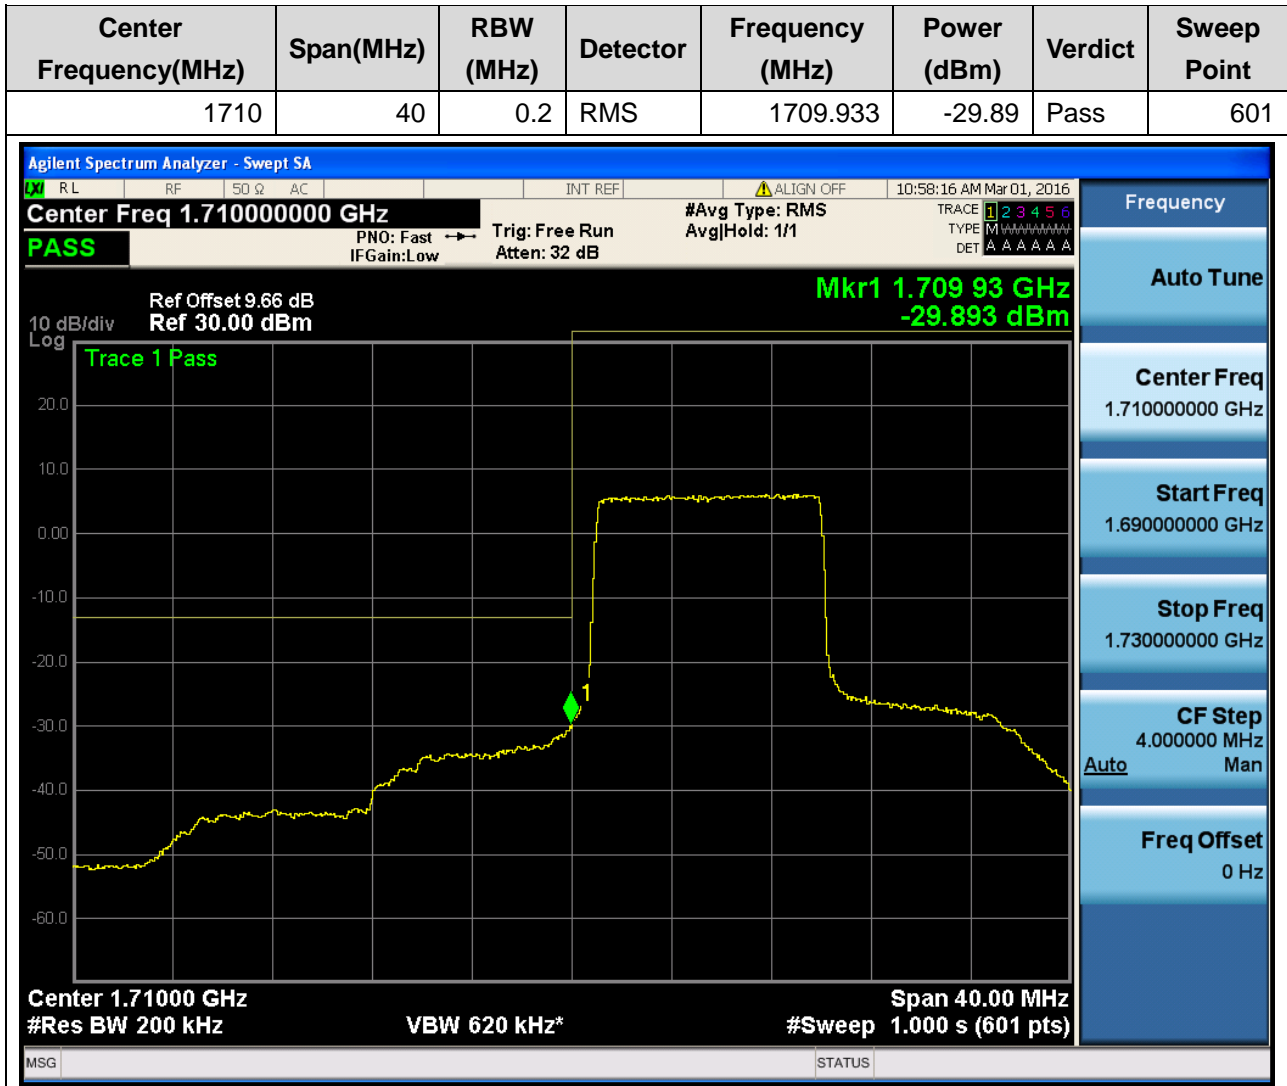 Center Frequency(MHz) Span(MHz) RBW (MHz) Detector Frequency (MHz) Power (dBm) Verdict Sweep Point
1710 40 0.2 RMS 1709.933 -29.89 Pass 601
Agilent Spectrum Analyzer - Swept SA
LXI RL RF 50 Ω AC INT REF ALIGN OFF 10:58:16 AM Mar 01, 2016
Center Freq 1.710000000 GHz
PASS
PNO: Fast
IFGain:Low
Trig: Free Run
Atten: 32 dB
#Avg Type: RMS
Avg|Hold: 1/1
TRACE 1 2 3 4 5 6
TYPE M WWWWW
DET A A A A A A
Mkr1 1.709 93 GHz
-29.893 dBm
Ref Offset 9.66 dB
10 dB/div Ref 30.00 dBm
Log
Trace 1 Pass
20.0
10.0
0.00
-10.0
-20.0
-30.0
-40.0
-50.0
-60.0
1
Center 1.71000 GHz Span 40.00 MHz
#Res BW 200 kHz VBW 620 kHz* #Sweep 1.000 s (601 pts)
MSG STATUS
Frequency
Auto Tune
Center Freq
1.710000000 GHz
Start Freq
1.690000000 GHz
Stop Freq
1.730000000 GHz
CF Step
4.000000 MHz
Auto Man
Freq Offset
0 Hz